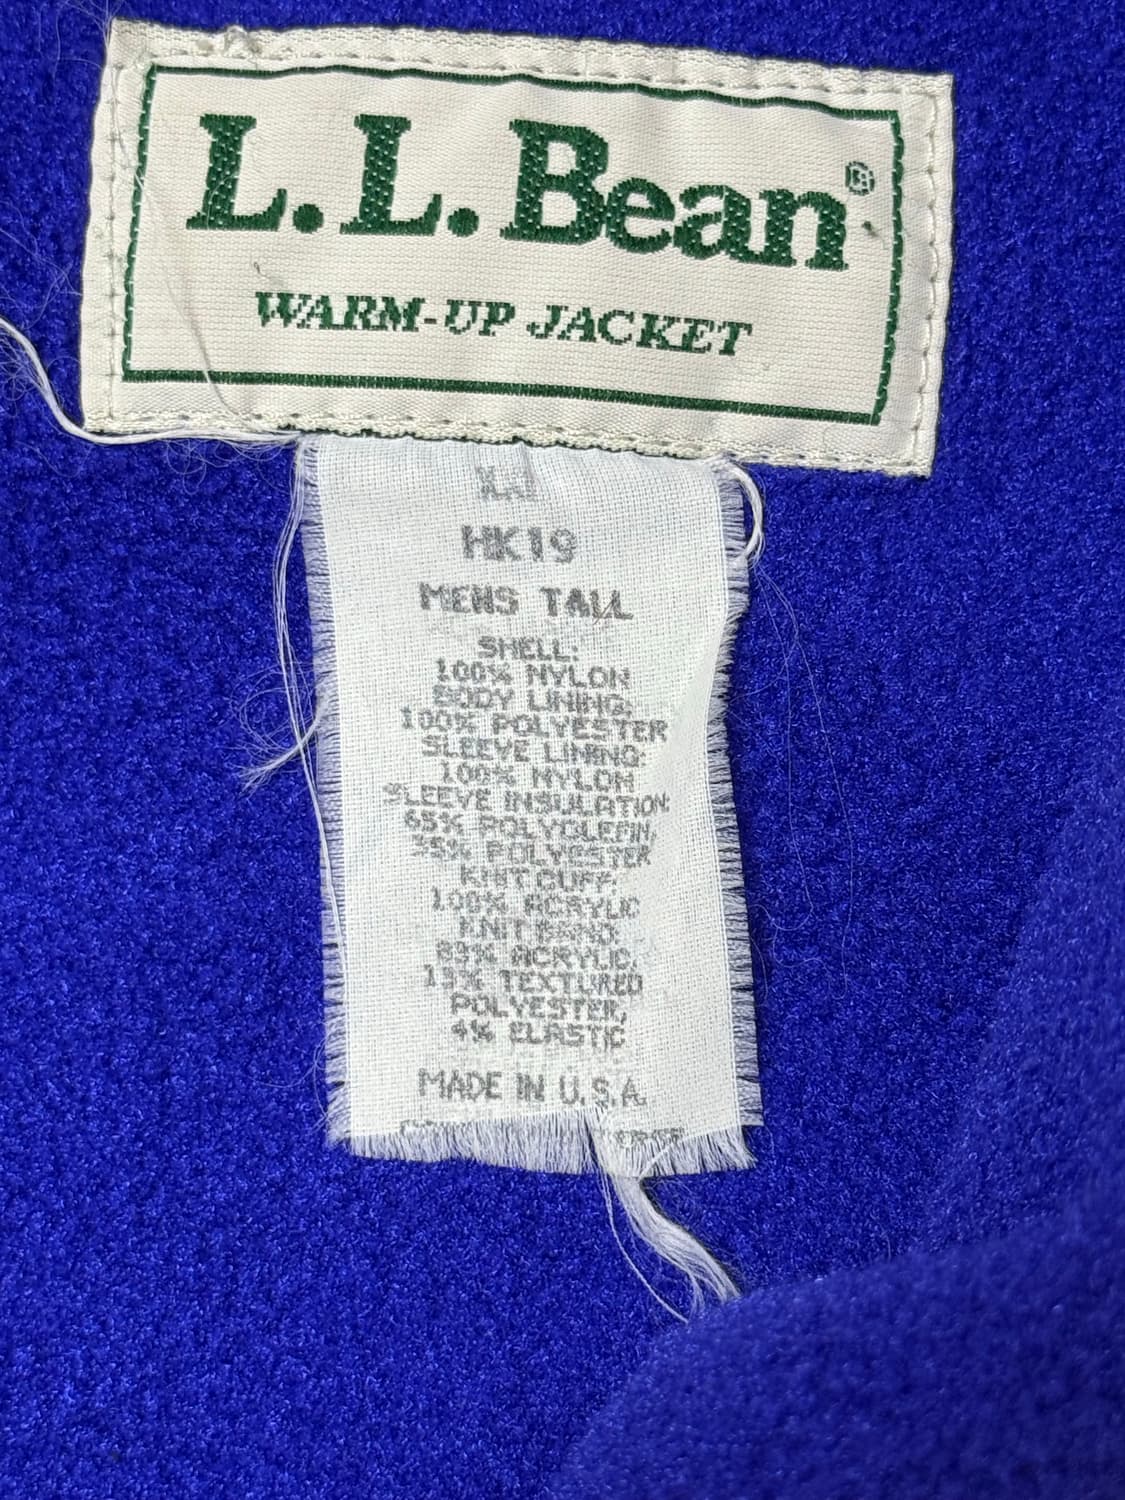 L.L.Bean®
WARM-UP JACKET
HK19
MENS TALL
SHELL:
100% NYLON
BODY LINING:
100% POLYESTER
SLEEVE LINING:
100% NYLON
SLEEVE INSULATION:
65% POLYOLEFIN,
35% POLYESTER
KNIT CUFF:
100% ACRYLIC
KNIT BAND:
83% ACRYLIC,
13% TEXTURED
POLYESTER,
4% ELASTIC
MADE IN U.S.A.